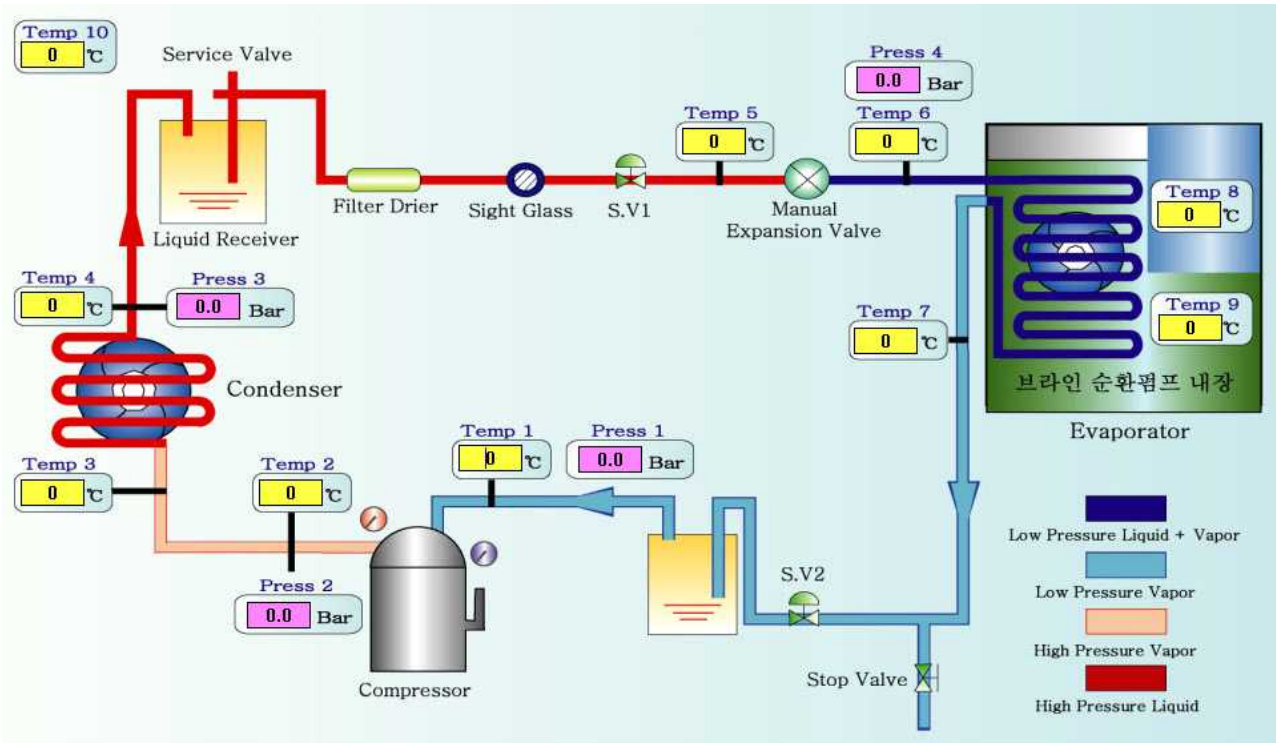 Temp 10
0 ℃
Service Valve
Press 4
0.0 Bar
Temp 5
0 ℃
Temp 6
0 ℃
Filter Drier
Sight Glass
S.V1
Manual
Expansion Valve
Temp 8
0 ℃
Liquid Receiver
Temp 4
0 ℃
Press 3
0.0 Bar
Temp 7
0 ℃
Temp 9
0 ℃
Condenser
브라인 순환펌프 내장
Evaporator
Temp 3
0 ℃
Temp 2
0 ℃
Temp 1
0 ℃
Press 1
0.0 Bar
Press 2
0.0 Bar
S.V2
Compressor
Stop Valve
Low Pressure Liquid + Vapor
Low Pressure Vapor
High Pressure Vapor
High Pressure Liquid